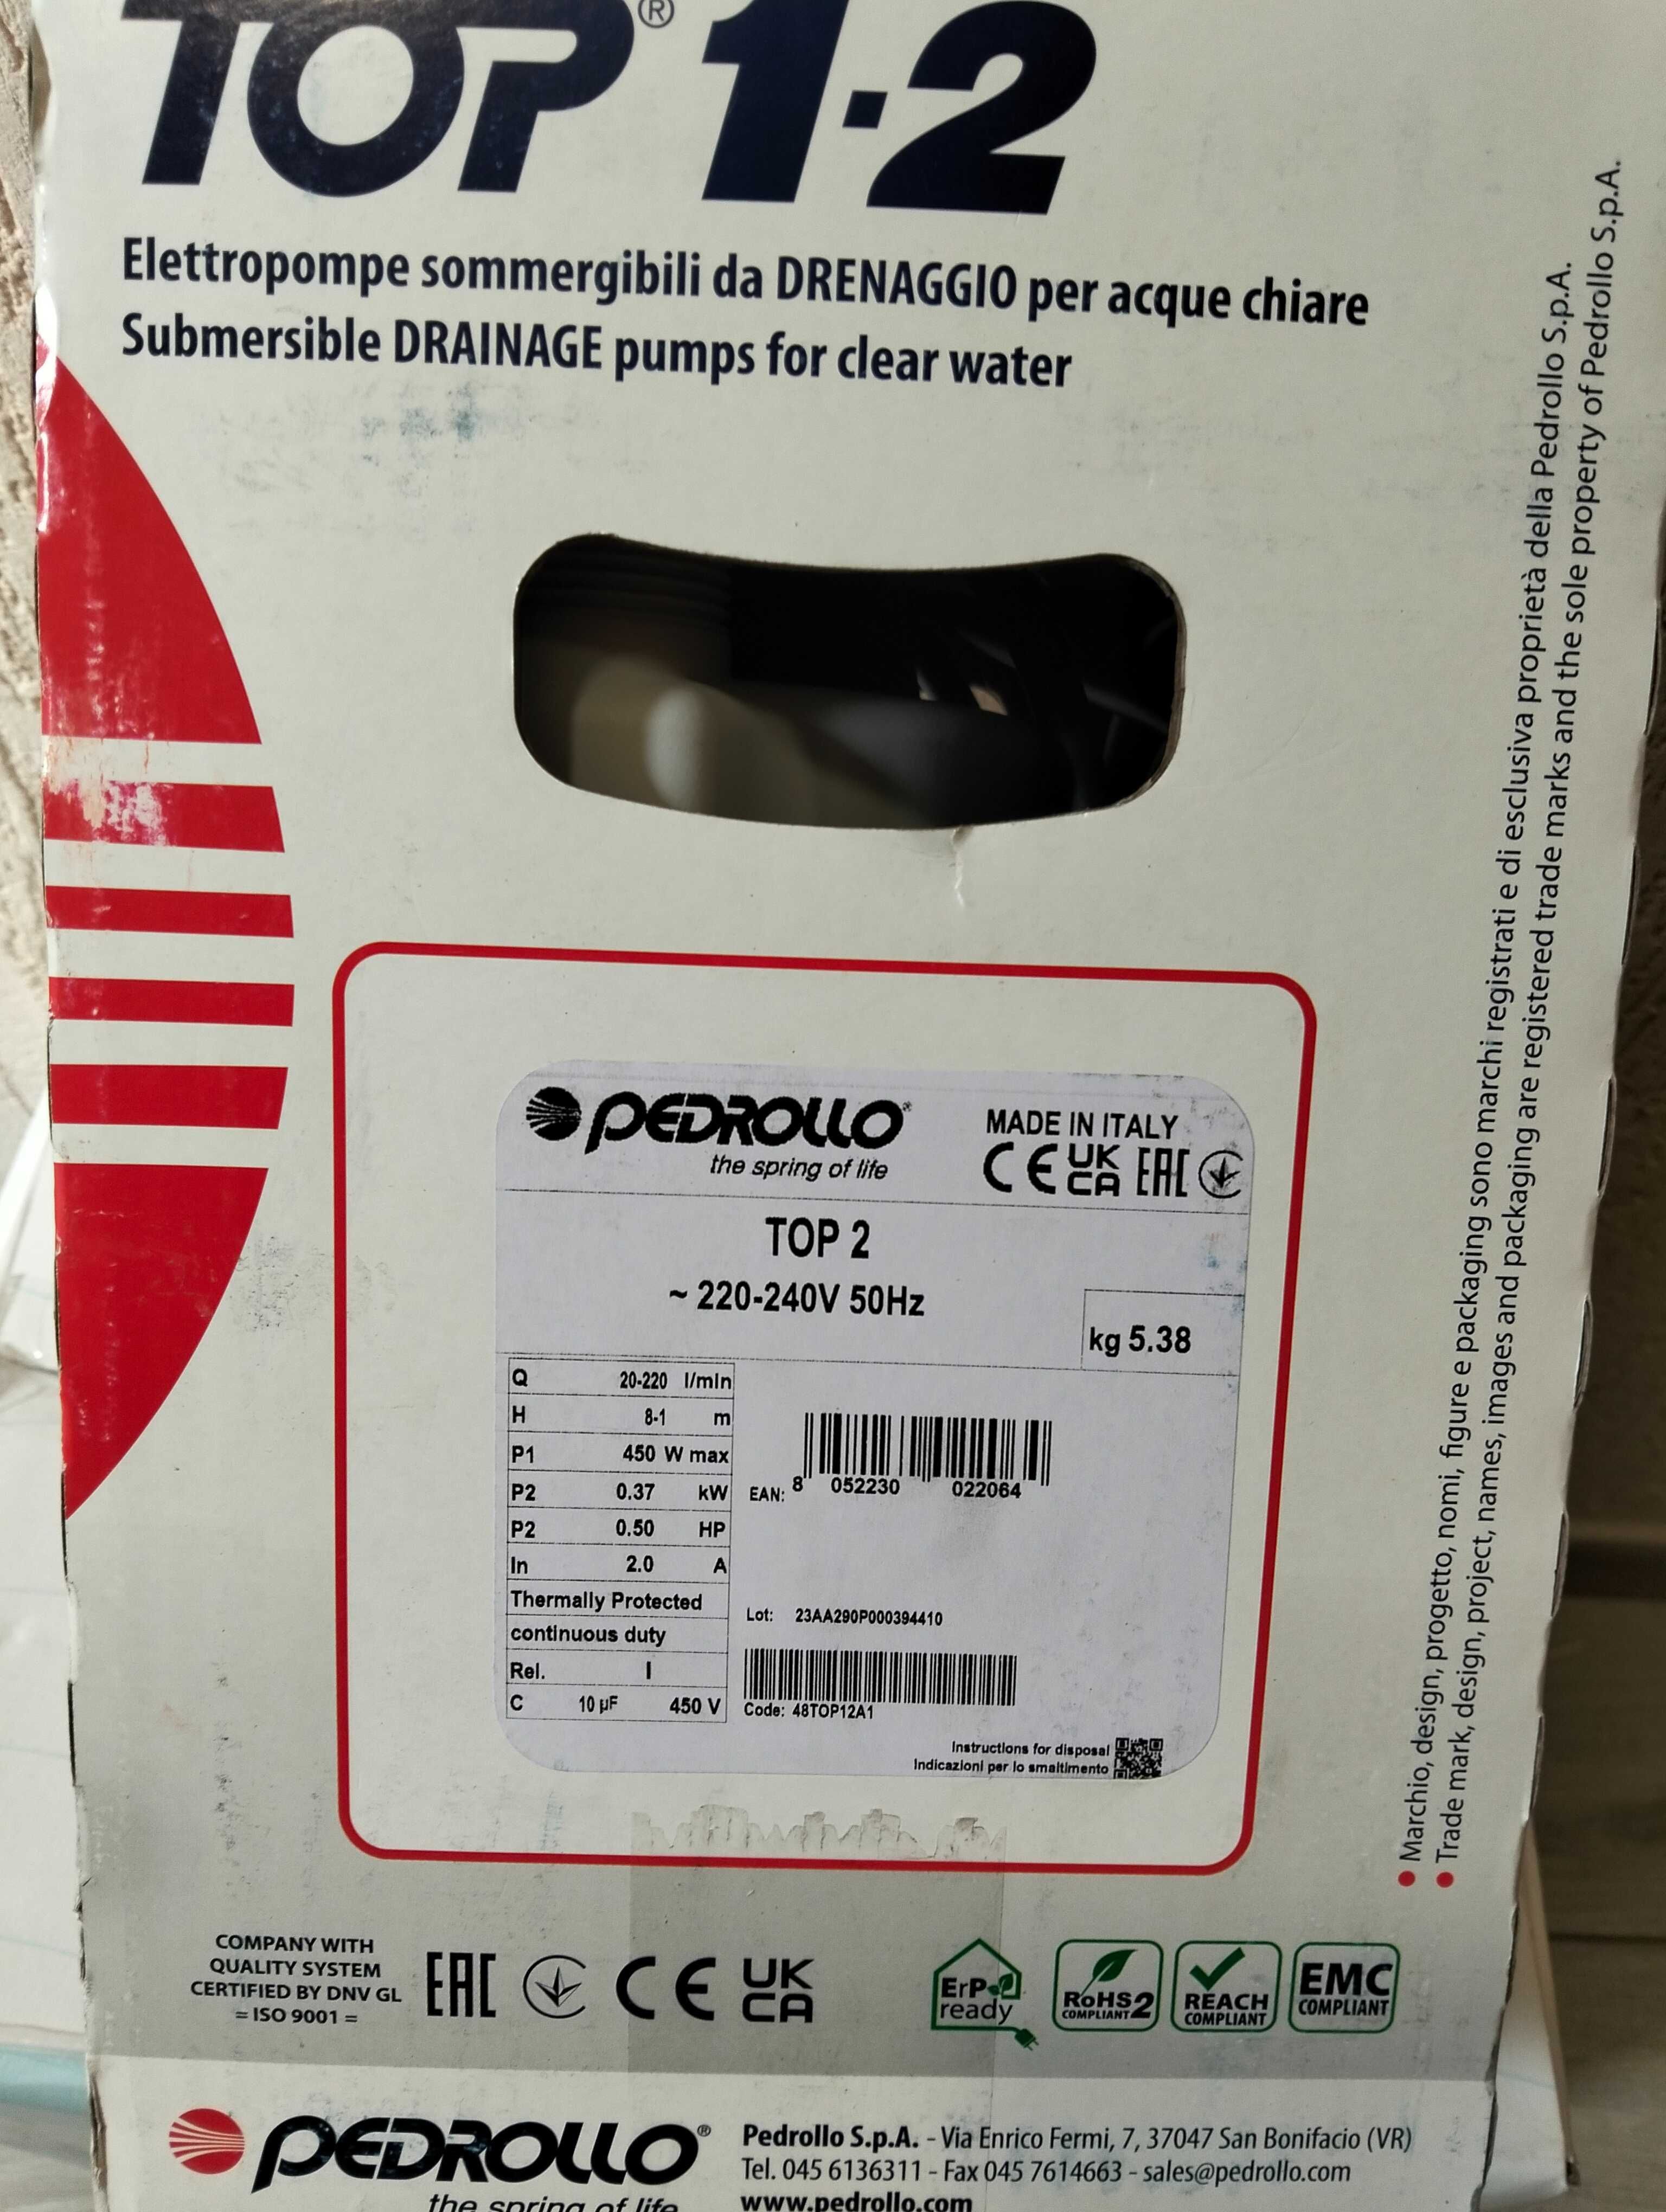 TOP® 1-2
Elettropompe sommergibili da DRENAGGIO per acque chiare
Submersible DRAINAGE pumps for clear water
PEDROLLO®
the spring of life
MADE IN ITALY
CE UK CA EAC
TOP 2
~ 220-240V 50Hz
kg 5.38
Q 20-220 l/min
H 8-1 m
P1 450 W max
P2 0.37 kW
P2 0.50 HP
In 2.0 A
Thermally Protected
continuous duty
Rel. I
C 10 µF 450 V
EAN: 8 052230 022064
Lot: 23AA290P000394410
Code: 48TOP12A1
Instructions for disposal
Indicazioni per lo smaltimento
• Marchio, design, progetto, nomi, figure e packaging sono marchi registrati e di esclusiva proprietà della Pedrollo S.p.A.
• Trade mark, design, project, names, images and packaging are registered trade marks and the sole property of Pedrollo S.p.A.
COMPANY WITH
QUALITY SYSTEM
CERTIFIED BY DNV GL
= ISO 9001 =
EAC CE UK CA
ErP
ready
RoHS2
COMPLIANT
REACH
COMPLIANT
EMC
COMPLIANT
PEDROLLO®
the spring of life
Pedrollo S.p.A. - Via Enrico Fermi, 7, 37047 San Bonifacio (VR)
Tel. 045 6136311 - Fax 045 7614663 - sales@pedrollo.com
www.pedrollo.com